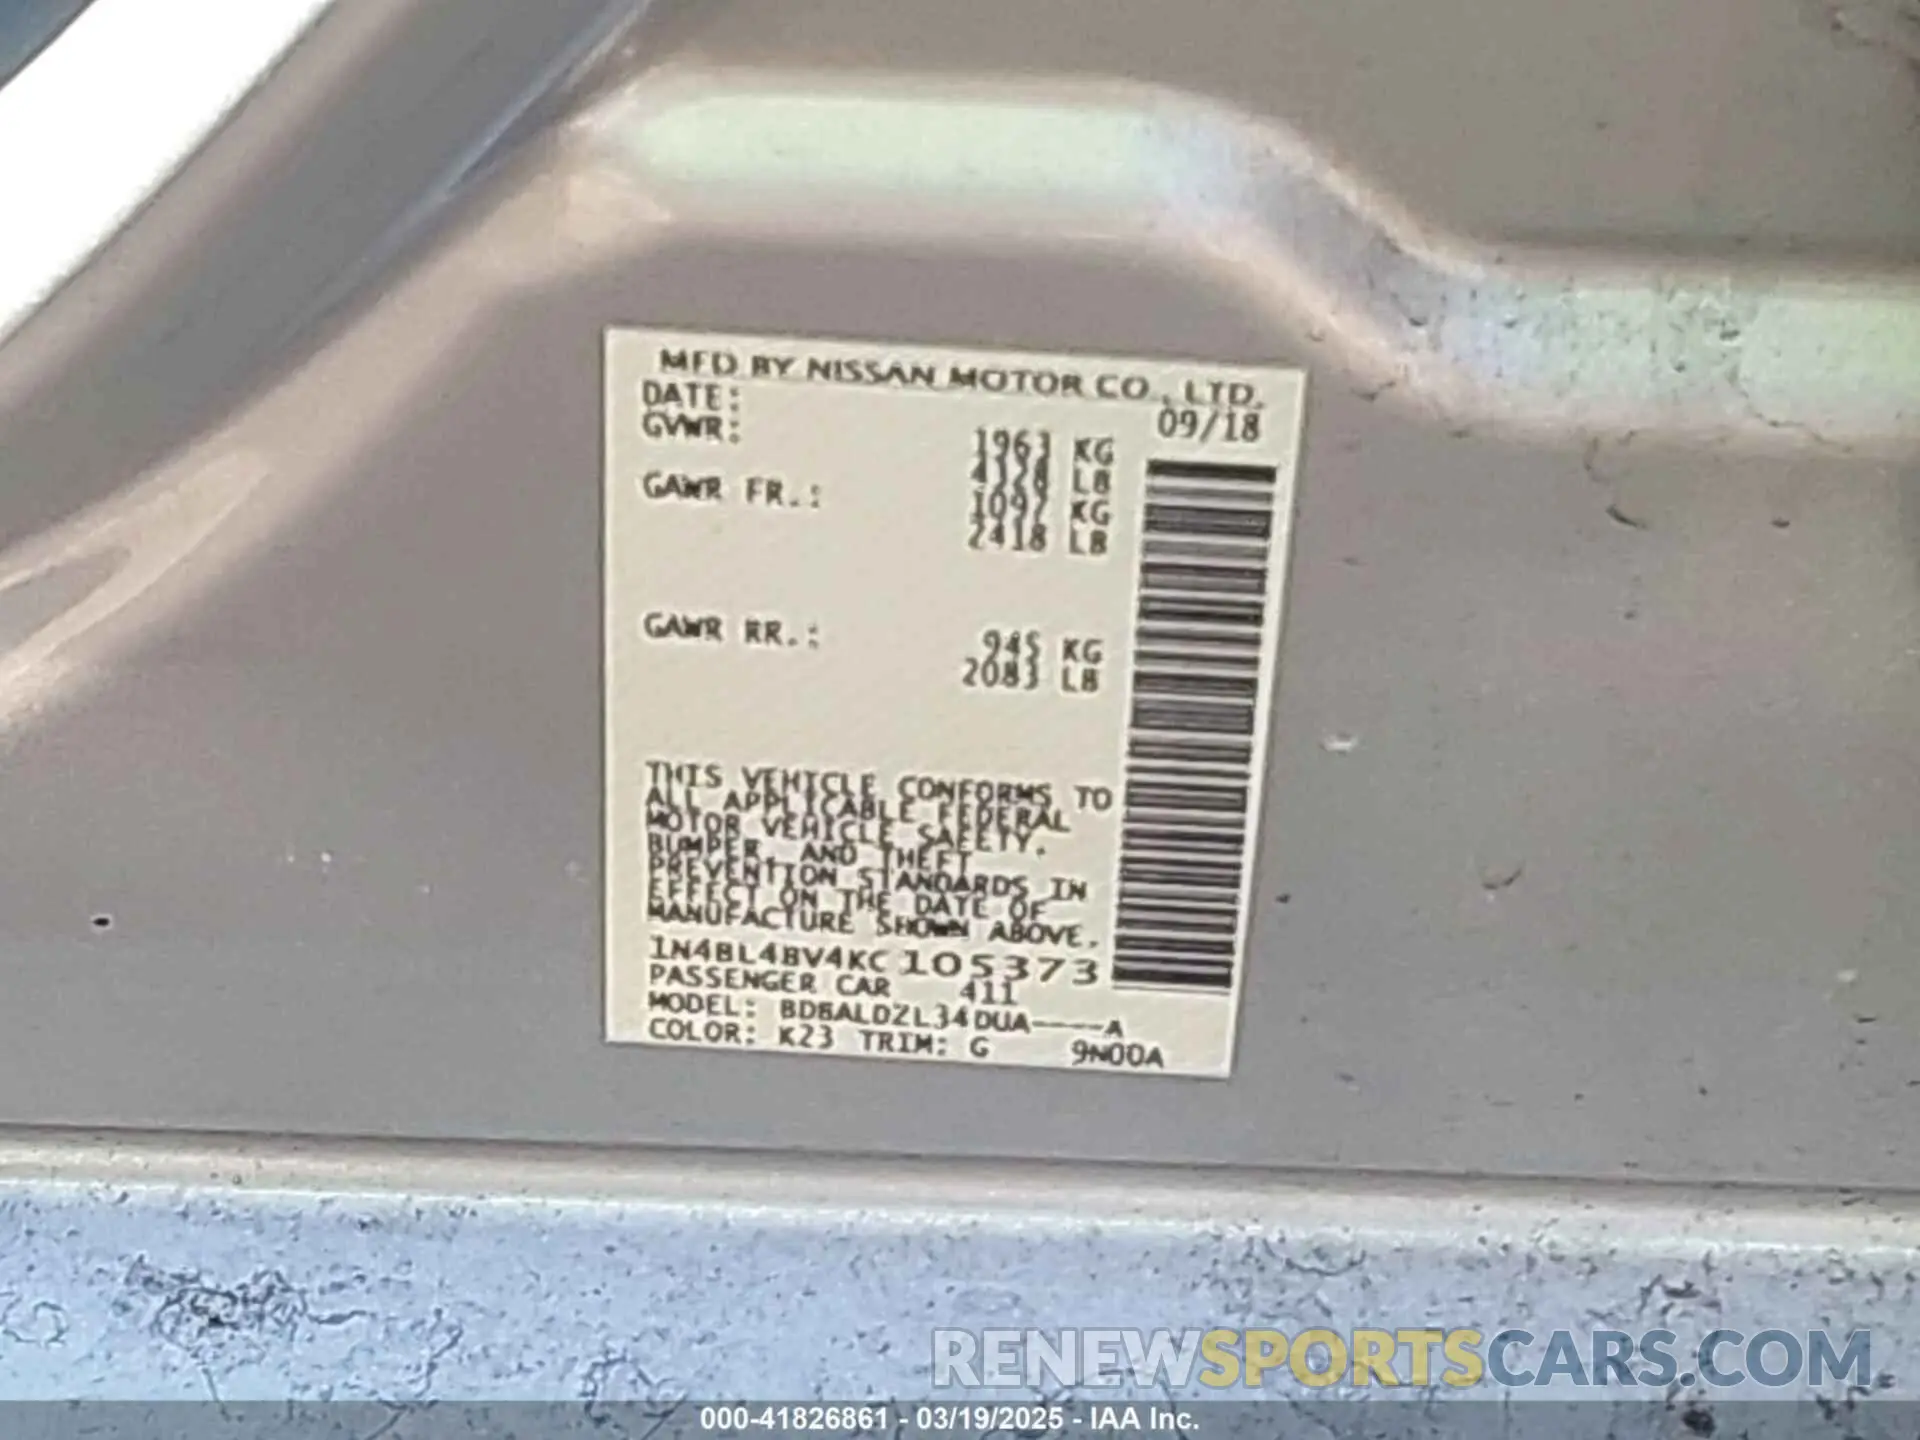 MFD BY NISSAN MOTOR CO., LTD.
DATE: 09/18
GVWR: 1963 KG
4328 LB
GAWR FR.: 1097 KG
2418 LB
GAWR RR.: 945 KG
2083 LB
THIS VEHICLE CONFORMS TO
ALL APPLICABLE FEDERAL
MOTOR VEHICLE SAFETY,
BUMPER, AND THEFT
PREVENTION STANDARDS IN
EFFECT ON THE DATE OF
MANUFACTURE SHOWN ABOVE.
1N4BL4BV4KC105373
PASSENGER CAR 411
MODEL: BDBALDZL34DUA----A
COLOR: K23 TRIM: G 9N00A
RENEWSPORTSCARS.COM
000-41826861 - 03/19/2025 - IAA Inc.